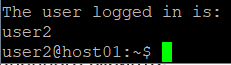 The user logged in is:
user2
user2@host01:~$